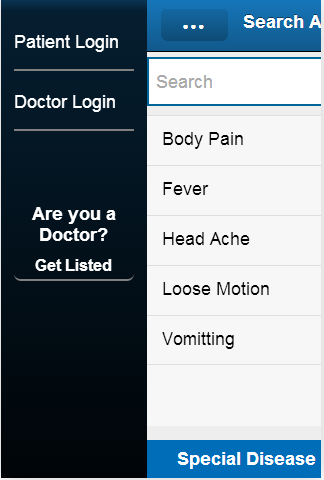 Patient Login
Doctor Login
Are you a
Doctor?
Get Listed
...
Search A
Search
Body Pain
Fever
Head Ache
Loose Motion
Vomitting
Special Disease